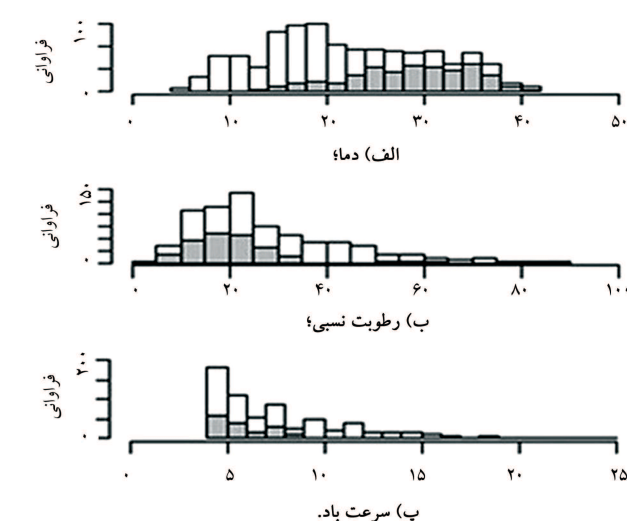 ۱۰۰
فراوانی
۰
۰ ۱۰ ۲۰ ۳۰ ۴۰ ۵۰
الف) دما؛
۱۵۰
فراوانی
۰
۰ ۲۰ ۴۰ ۶۰ ۸۰ ۱۰۰
ب) رطوبت نسبی؛
۲۰۰
فراوانی
۰
۰ ۵ ۱۰ ۱۵ ۲۰ ۲۵
پ) سرعت باد.